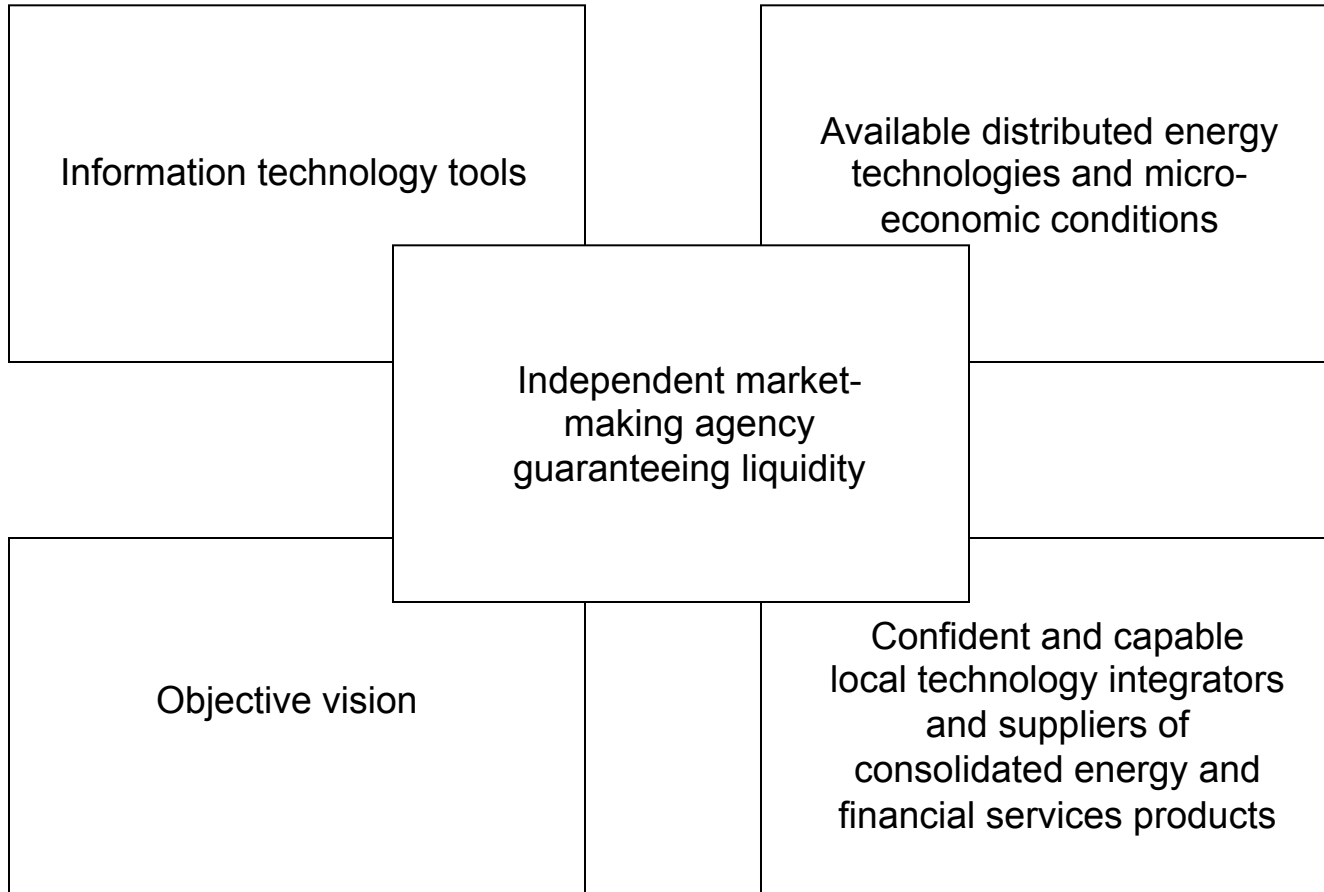 Information technology tools
Available distributed energy
technologies and micro-
economic conditions
Independent market-
making agency
guaranteeing liquidity
Objective vision
Confident and capable
local technology integrators
and suppliers of
consolidated energy and
financial services products